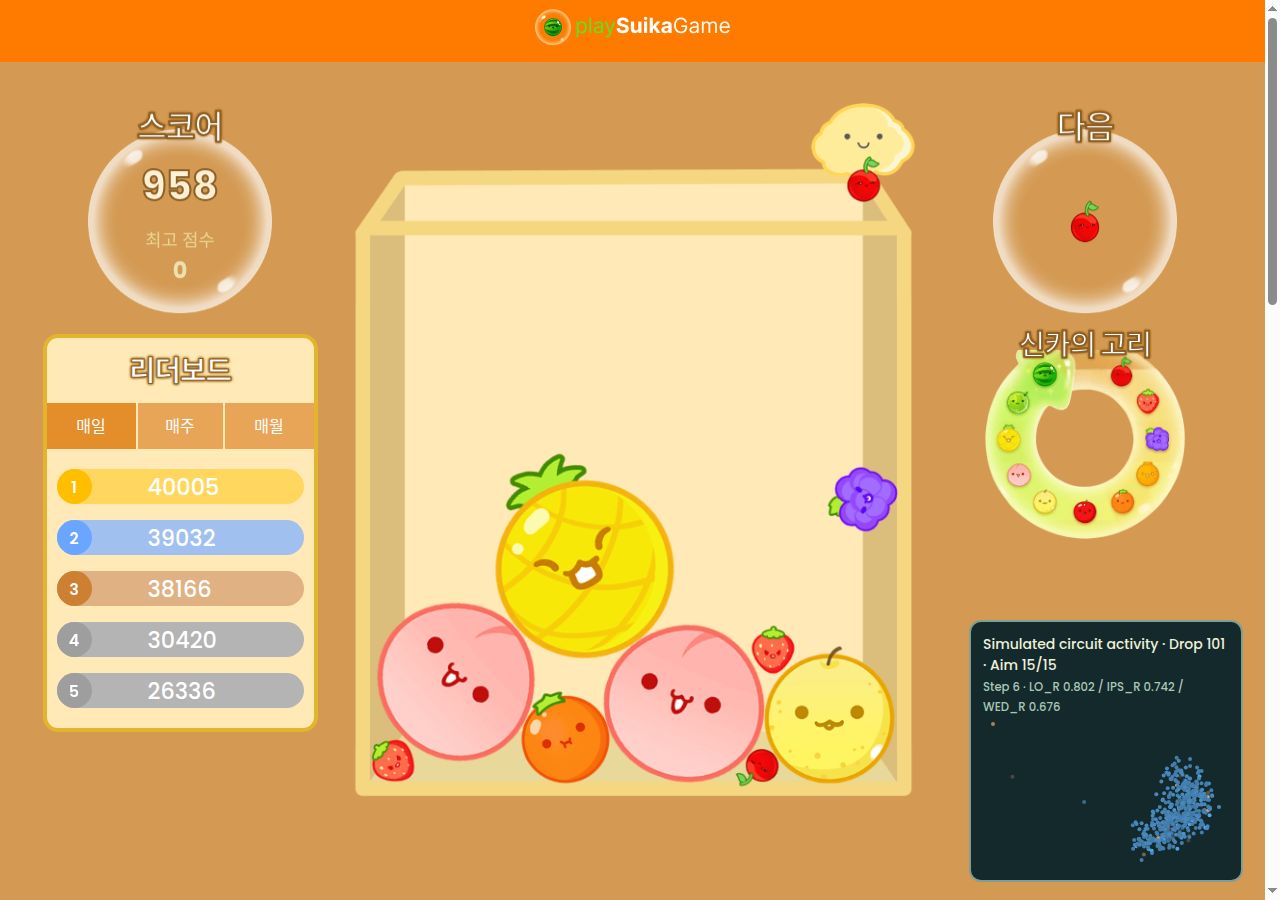 playSuikaGame
스코어
958
최고 점수
0
다음
리더보드
매일 매주 매월
1 40005
2 39032
3 38166
4 30420
5 26336
신카의 고리
Simulated circuit activity · Drop 101
· Aim 15/15
Step 6 · LO_R 0.802 / IPS_R 0.742 /
WED_R 0.676